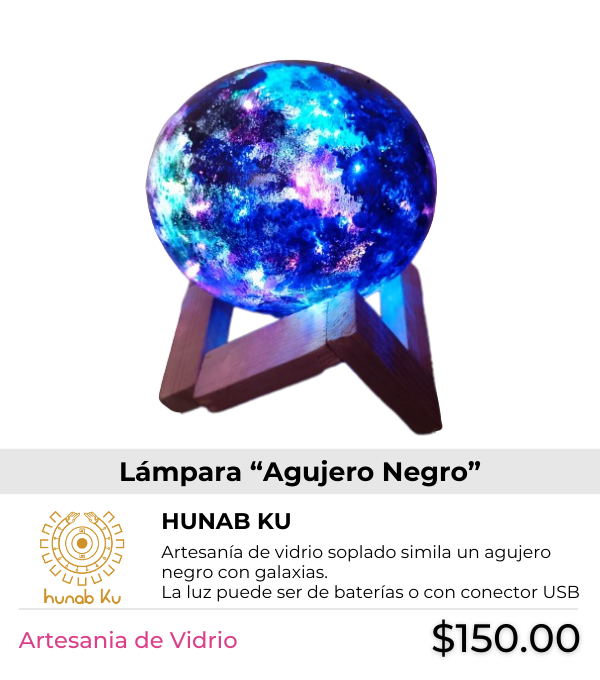 Lámpara “Agujero Negro”
HUNAB KU
Artesanía de vidrio soplado simila un agujero
negro con galaxias.
La luz puede ser de baterías o con conector USB
hunab Ku
Artesania de Vidrio
$150.00